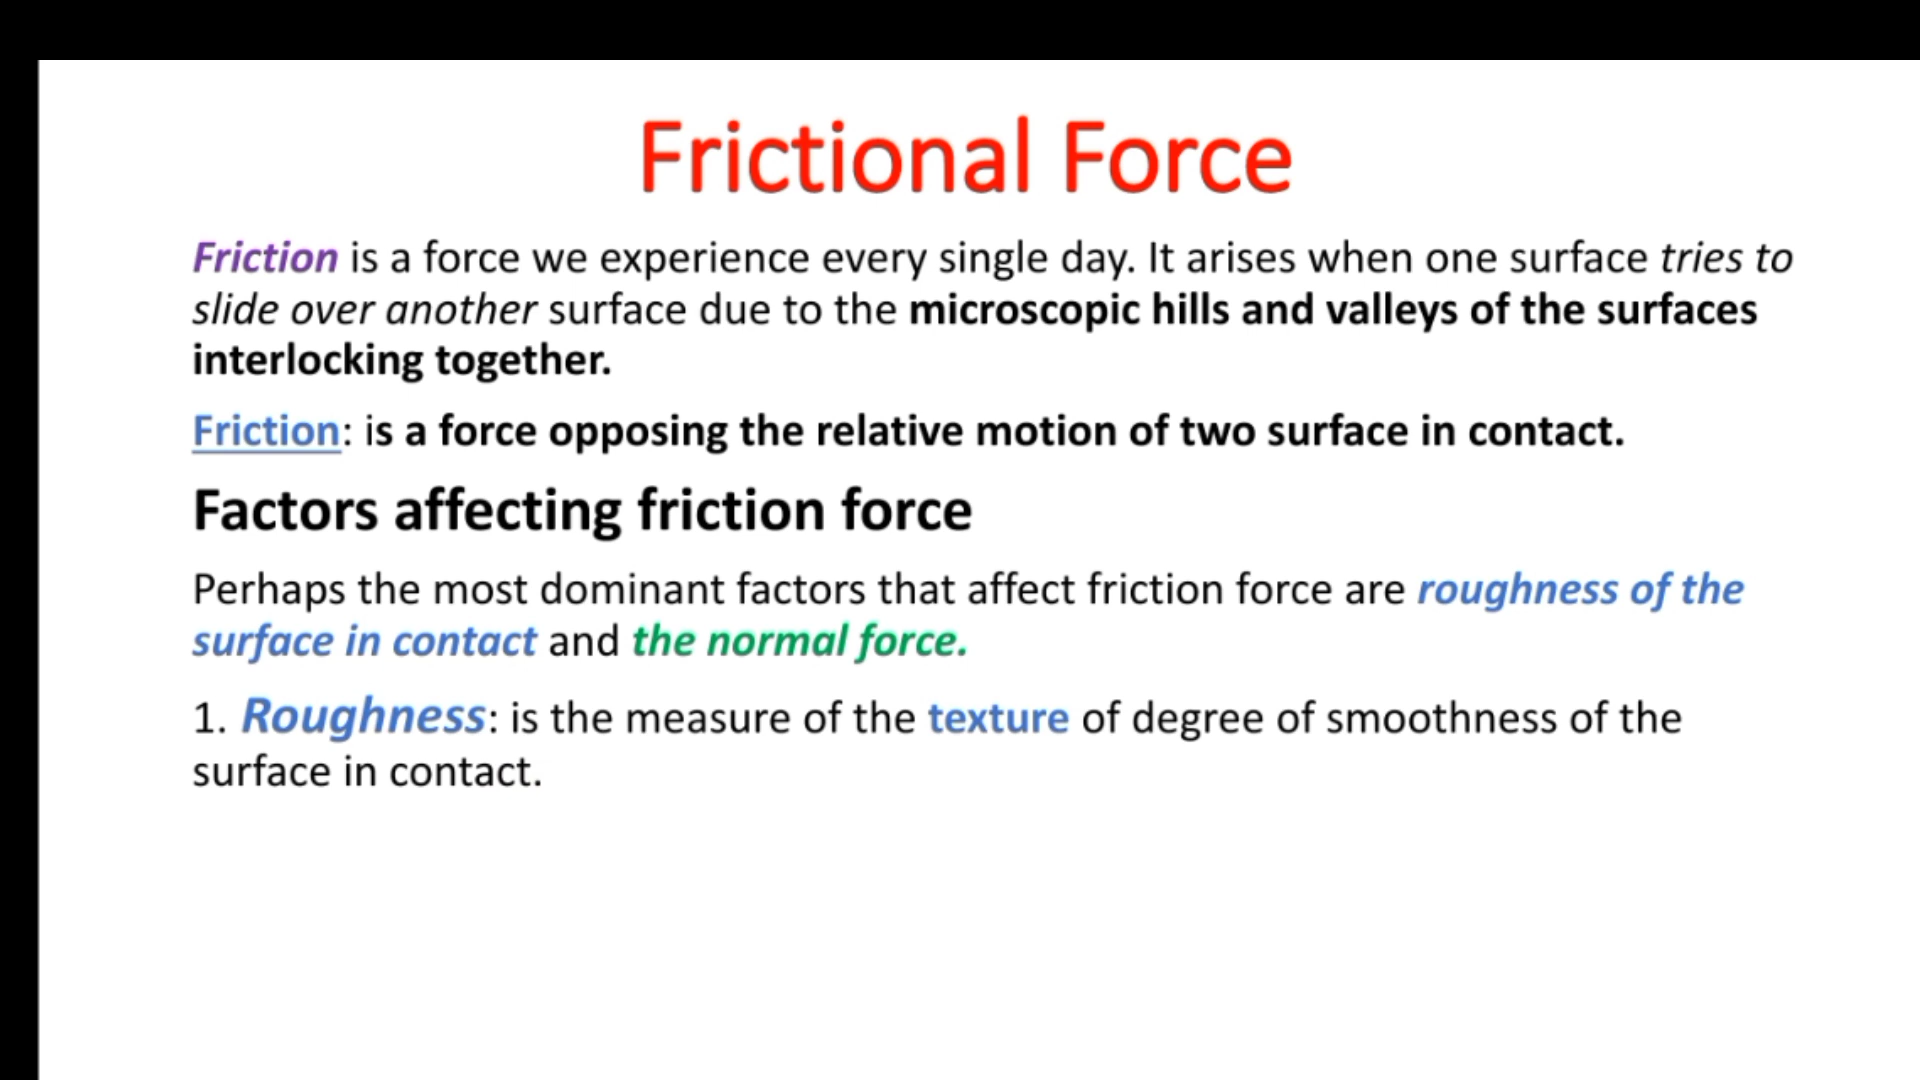 Frictional Force
Friction is a force we experience every single day. It arises when one surface tries to
slide over another surface due to the microscopic hills and valleys of the surfaces
interlocking together.
Friction: is a force opposing the relative motion of two surface in contact.
Factors affecting friction force
Perhaps the most dominant factors that affect friction force are roughness of the
surface in contact and the normal force.
1. Roughness: is the measure of the texture of degree of smoothness of the
surface in contact.